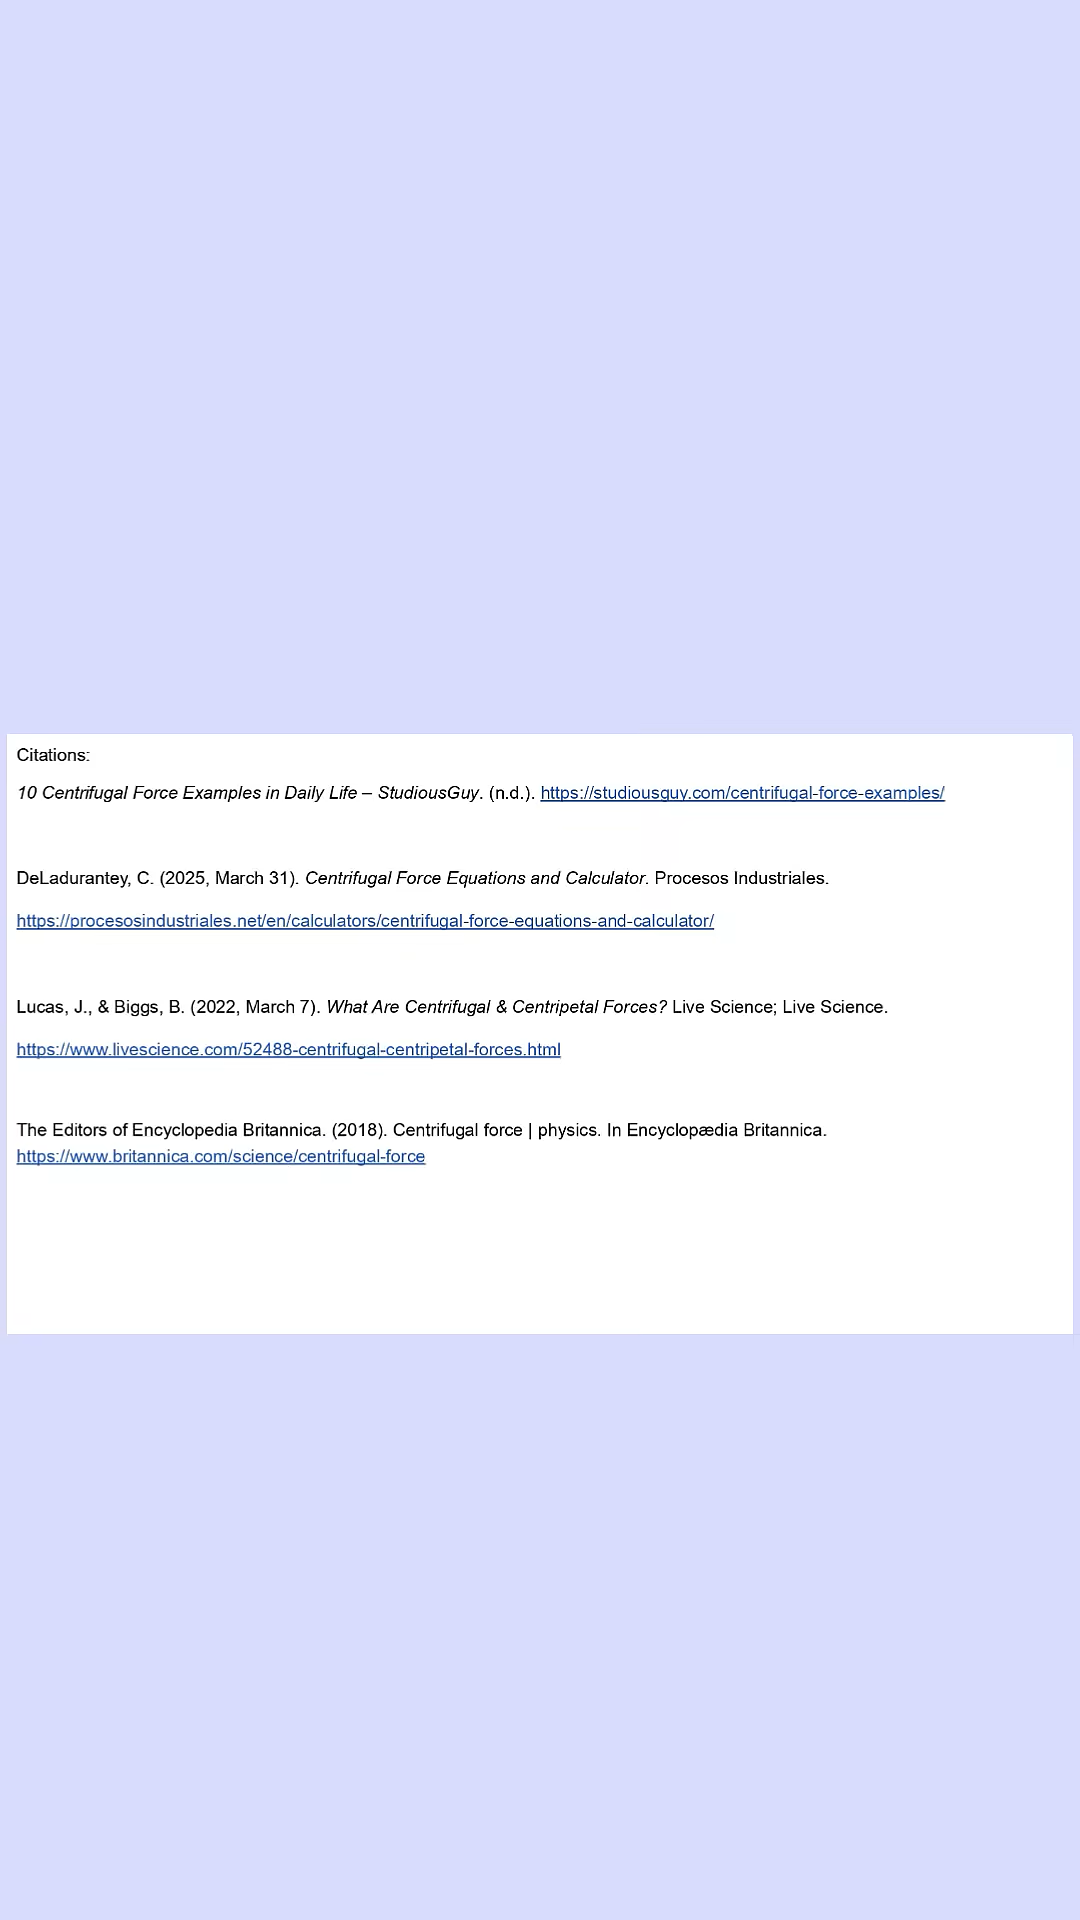 Citations:
10 Centrifugal Force Examples in Daily Life – StudiousGuy. (n.d.). https://studiousguy.com/centrifugal-force-examples/
DeLadurantey, C. (2025, March 31). Centrifugal Force Equations and Calculator. Procesos Industriales.
https://procesosindustriales.net/en/calculators/centrifugal-force-equations-and-calculator/
Lucas, J., & Biggs, B. (2022, March 7). What Are Centrifugal & Centripetal Forces? Live Science; Live Science.
https://www.livescience.com/52488-centrifugal-centripetal-forces.html
The Editors of Encyclopedia Britannica. (2018). Centrifugal force | physics. In Encyclopædia Britannica.
https://www.britannica.com/science/centrifugal-force